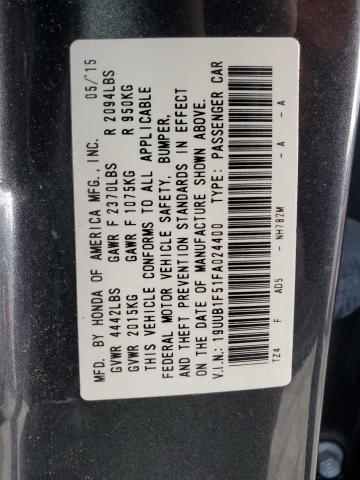 MFD. BY HONDA OF AMERICA MFG., INC. 05/'15
GVWR 4442LBS GAWR F 2370LBS R 2094LBS
GVWR 2015KG GAWR F 1075KG R 950KG
THIS VEHICLE CONFORMS TO ALL APPLICABLE
FEDERAL MOTOR VEHICLE SAFETY, BUMPER,
AND THEFT PREVENTION STANDARDS IN EFFECT
ON THE DATE OF MANUFACTURE SHOWN ABOVE.
V.I.N.: 19UUB1F51FA024400 TYPE: PASSENGER CAR
TZ4 F AD5 - NH782M - A - A